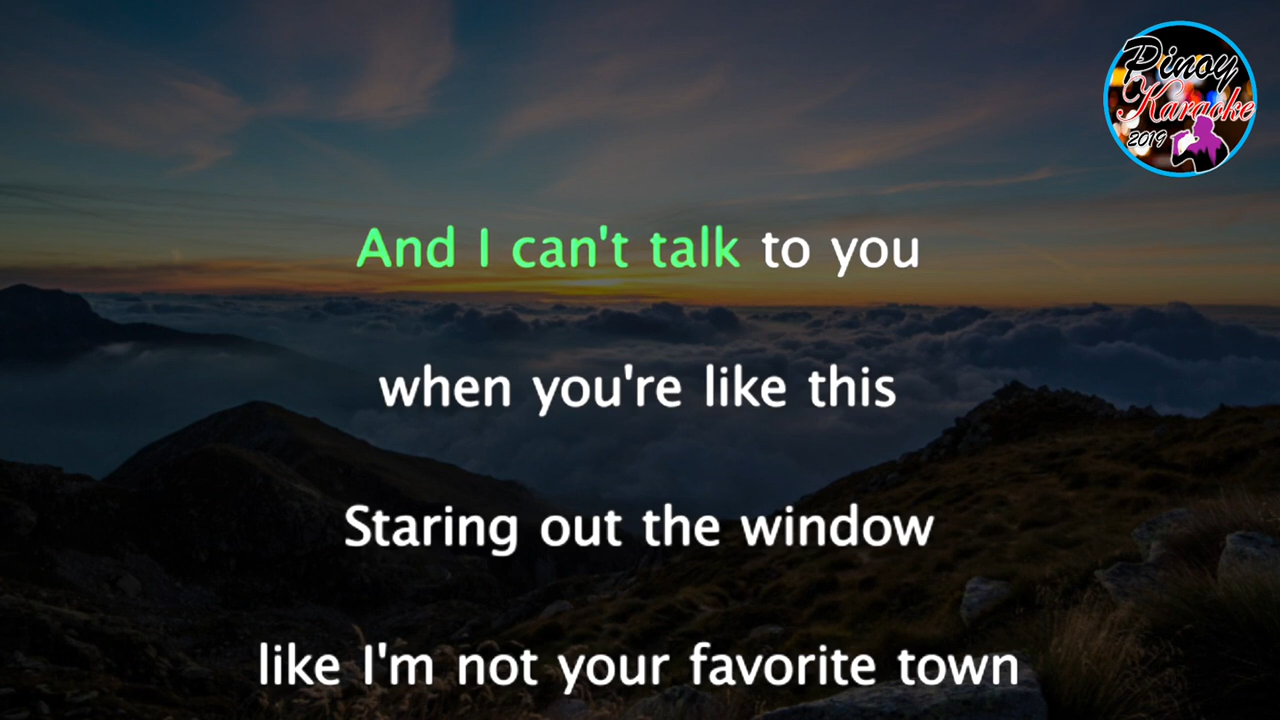 Pinoy
Karaoke
2019
And I can't talk to you
when you're like this
Staring out the window
like I'm not your favorite town